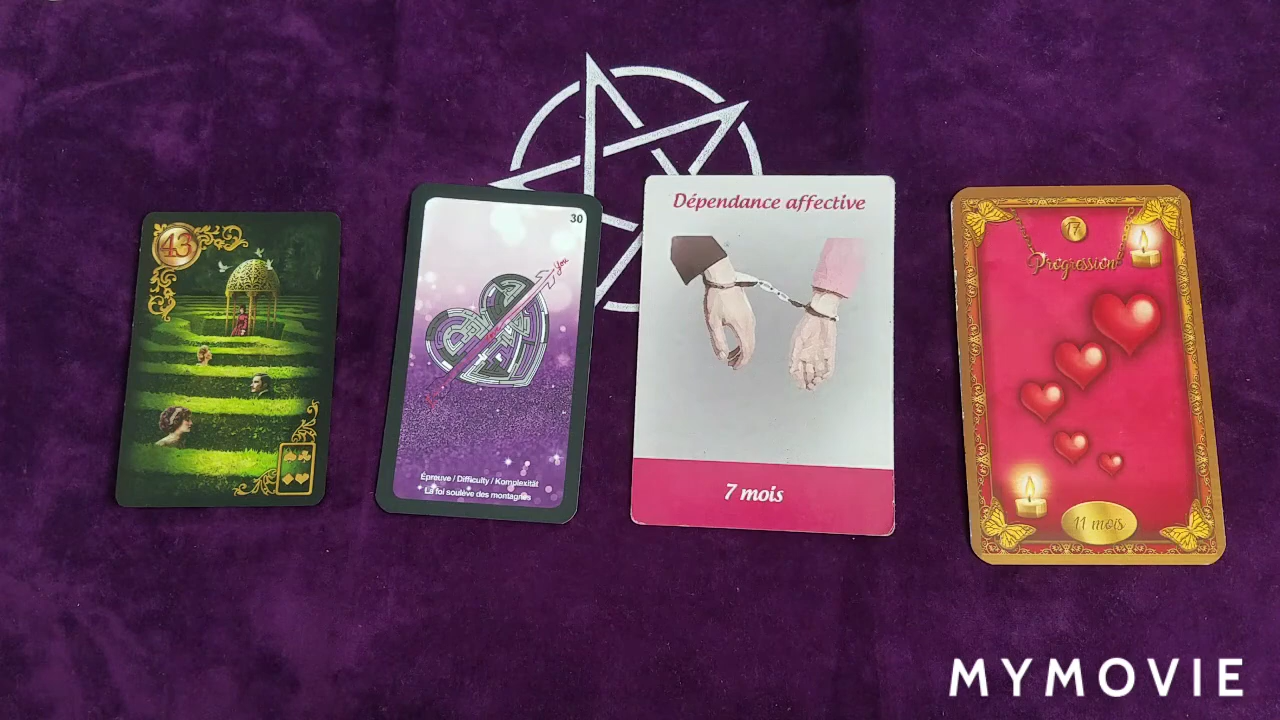 43
30
you
Épreuve / Difficulty / Komplexität
La foi soulève des montagnes
Dépendance affective
7 mois
17
Progression
11 mois
MYMOVIE